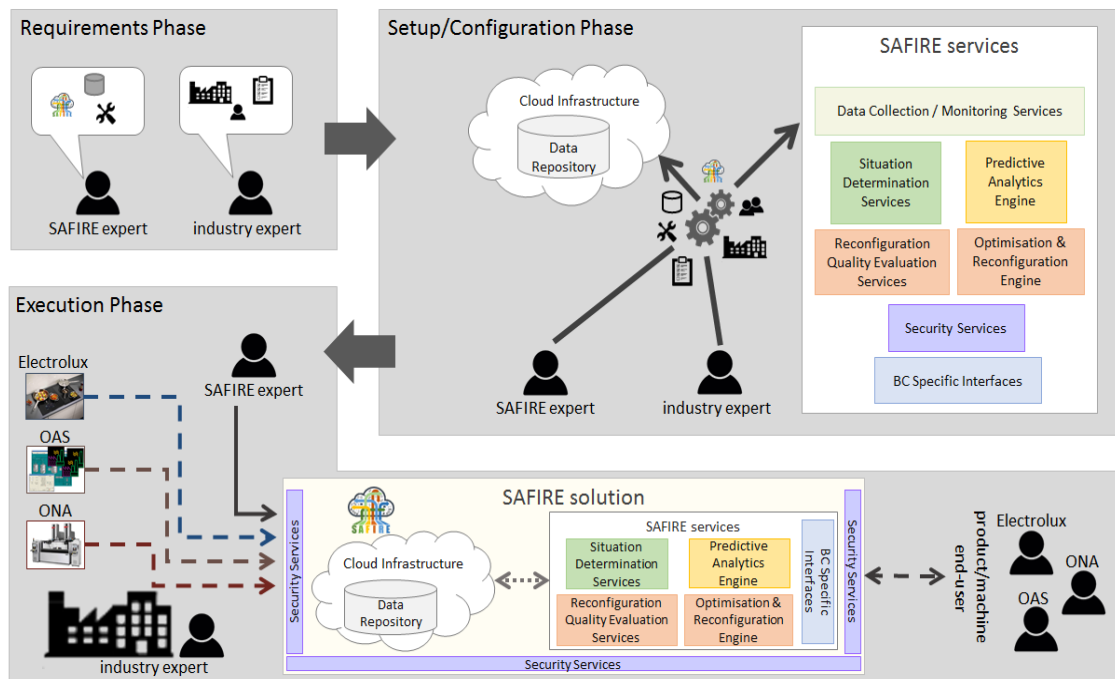 Requirements Phase
SAFIRE expert
industry expert
Setup/Configuration Phase
Cloud Infrastructure
Data
Repository
SAFIRE expert
industry expert
SAFIRE services
Data Collection / Monitoring Services
Situation
Determination
Services
Predictive
Analytics
Engine
Reconfiguration
Quality Evaluation
Services
Optimisation &
Reconfiguration
Engine
Security Services
BC Specific Interfaces
Execution Phase
Electrolux
OAS
ONA
SAFIRE expert
industry expert
Security Services
SAFIRE solution
SAFIRE
Cloud Infrastructure
Data
Repository
SAFIRE services
Situation
Determination
Services
Predictive
Analytics
Engine
Reconfiguration
Quality Evaluation
Services
Optimisation &
Reconfiguration
Engine
BC Specific
Interfaces
Security Services
Security Services
product/machine
end-user
Electrolux
ONA
OAS